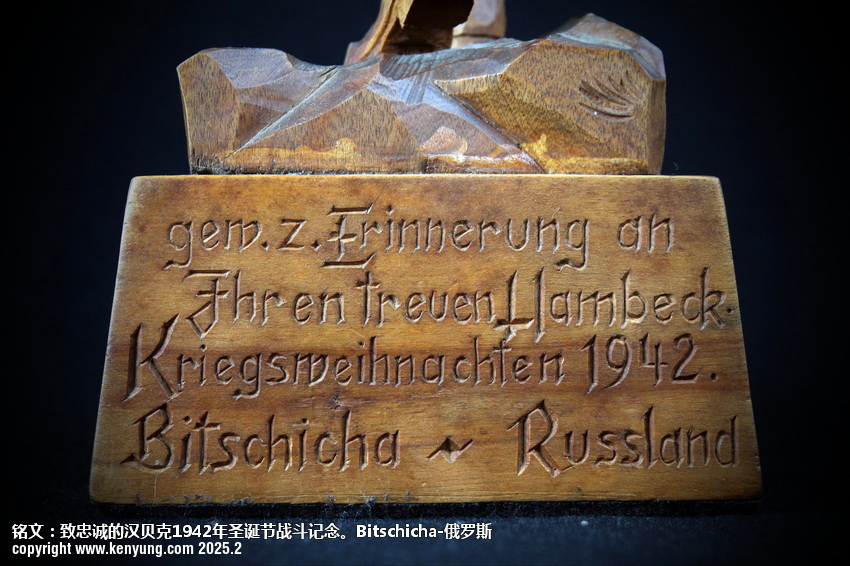 gew. z. Erinnerung an
Ihren treuen Hambeck.
Kriegsweihnachten 1942.
Bitschicha ~ Russland
铭文：致忠诚的汉贝克1942年圣诞节战斗记念。Bitschicha-俄罗斯
copyright www.kenyung.com 2025.2